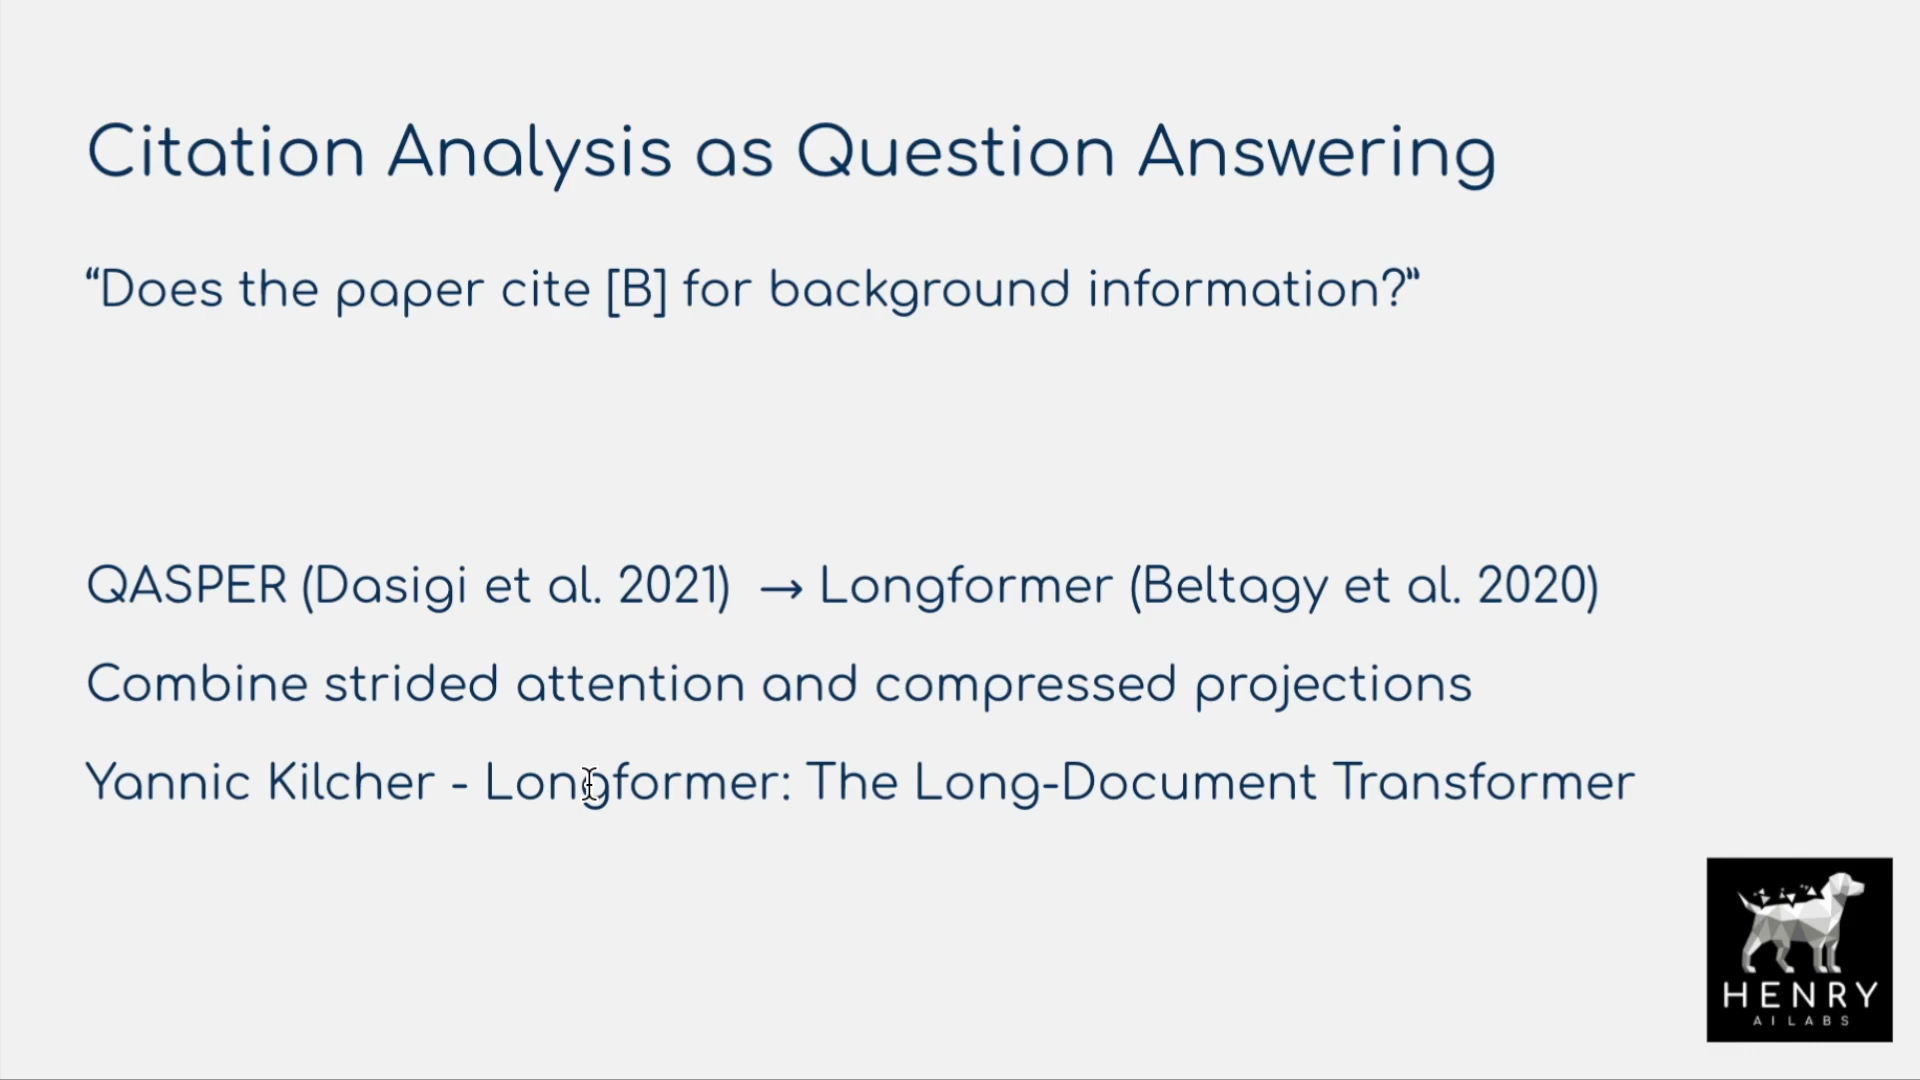 Citation Analysis as Question Answering
“Does the paper cite [B] for background information?”
QASPER (Dasigi et al. 2021) → Longformer (Beltagy et al. 2020)
Combine strided attention and compressed projections
Yannic Kilcher - Longformer: The Long-Document Transformer
HENRY
AI LABS